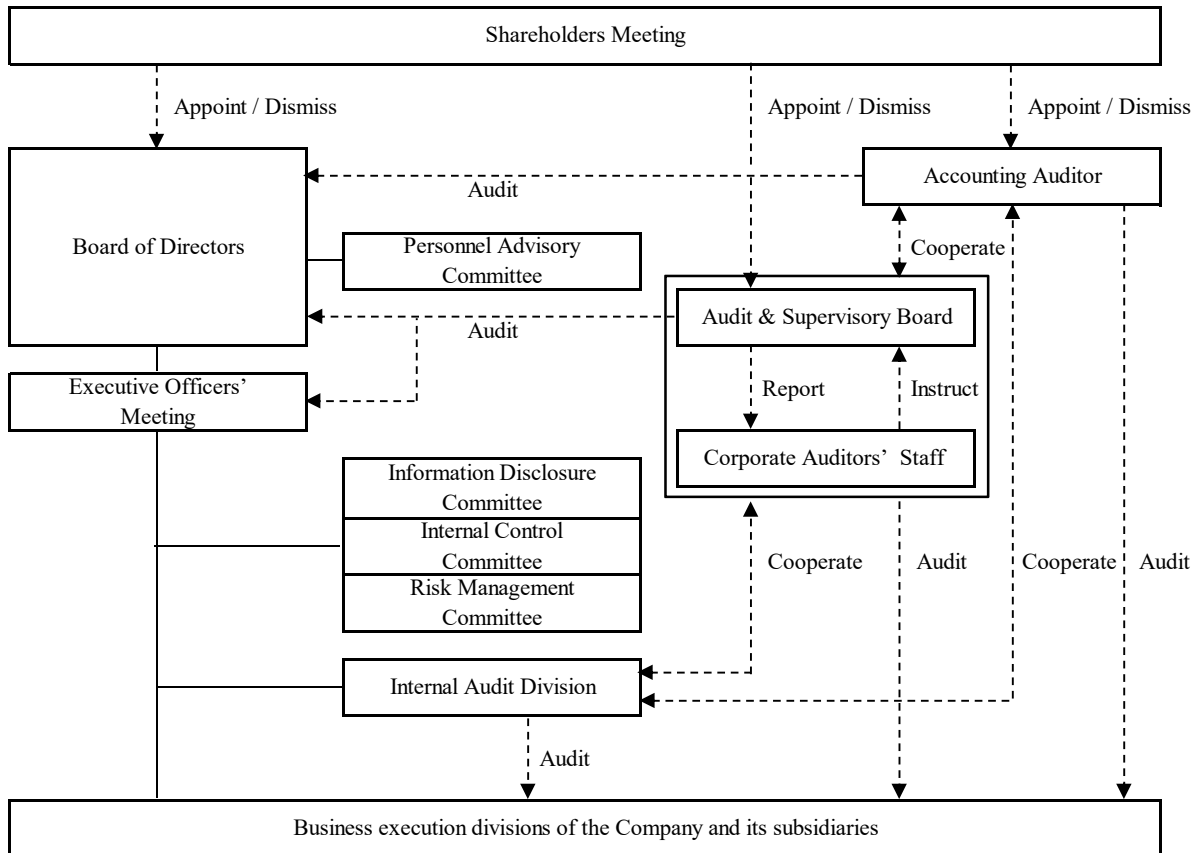 Shareholders Meeting
Appoint / Dismiss
Appoint / Dismiss
Appoint / Dismiss
Accounting Auditor
Audit
Board of Directors
Personnel Advisory
Committee
Cooperate
Audit & Supervisory Board
Audit
Executive Officers’
Meeting
Report
Instruct
Corporate Auditors’ Staff
Information Disclosure
Committee
Internal Control
Committee
Risk Management
Committee
Cooperate
Audit
Cooperate
Audit
Internal Audit Division
Audit
Business execution divisions of the Company and its subsidiaries